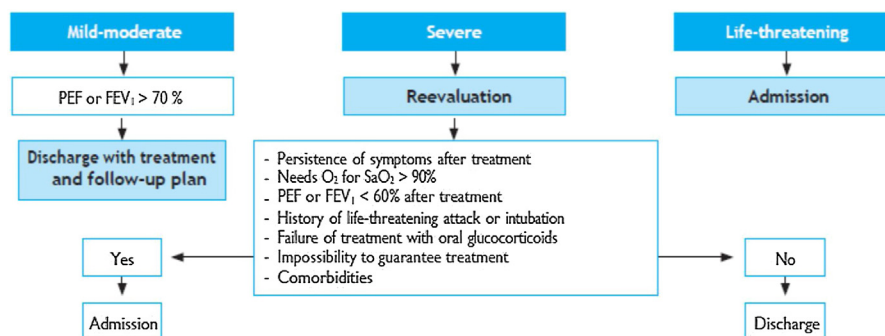 Mild-moderate
PEF or FEV₁ > 70 %
Discharge with treatment
and follow-up plan
Severe
Reevaluation
- Persistence of symptoms after treatment
- Needs O₂ for SaO₂ > 90%
- PEF or FEV₁ < 60% after treatment
- History of life-threatening attack or intubation
- Failure of treatment with oral glucocorticoids
- Impossibility to guarantee treatment
- Comorbidities
Yes
Admission
No
Discharge
Life-threatening
Admission